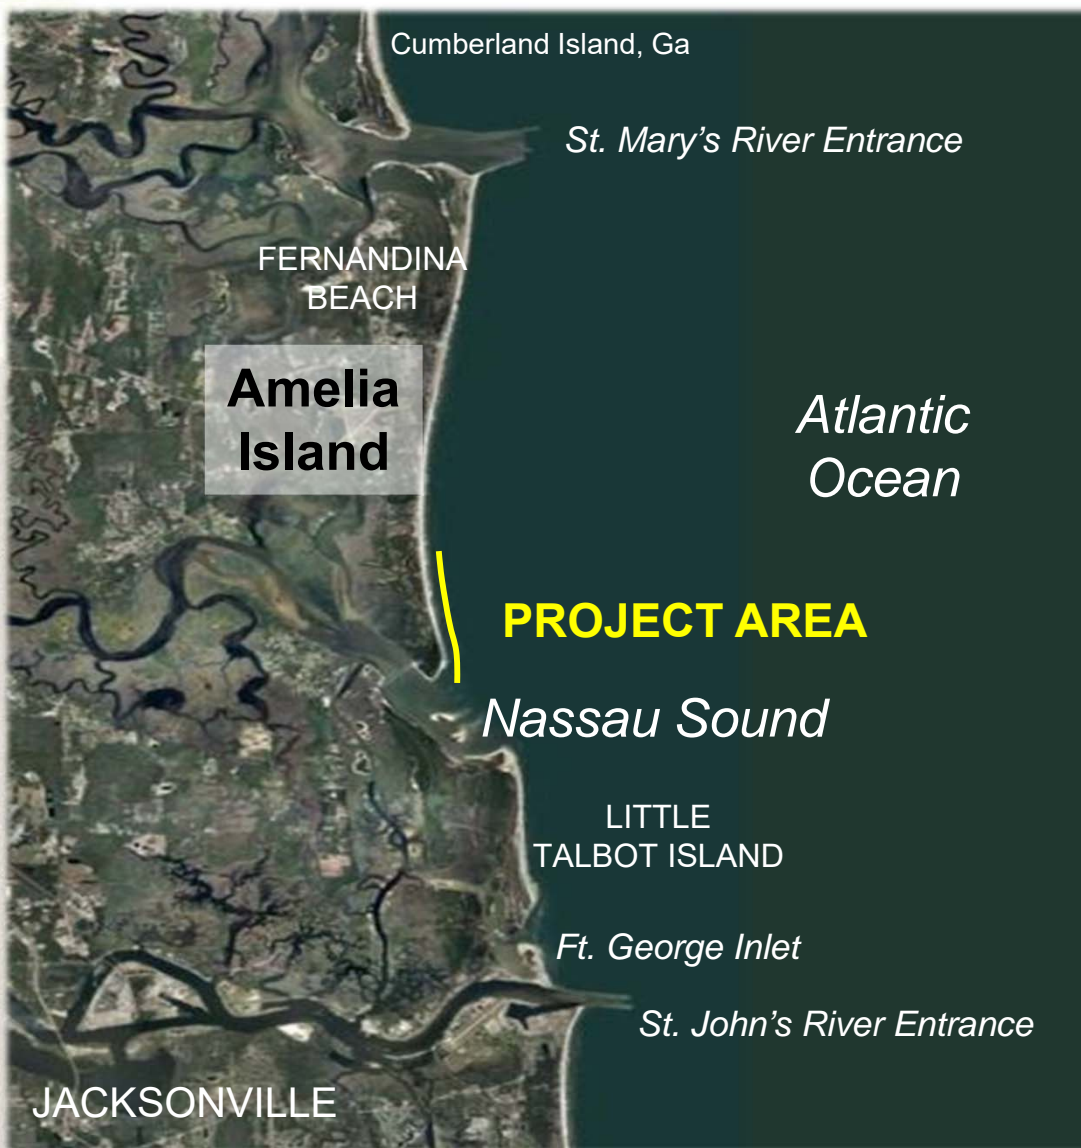 Cumberland Island, Ga
St. Mary's River Entrance
FERNANDINA
BEACH
Amelia
Island
Atlantic
Ocean
PROJECT AREA
Nassau Sound
LITTLE
TALBOT ISLAND
Ft. George Inlet
St. John's River Entrance
JACKSONVILLE